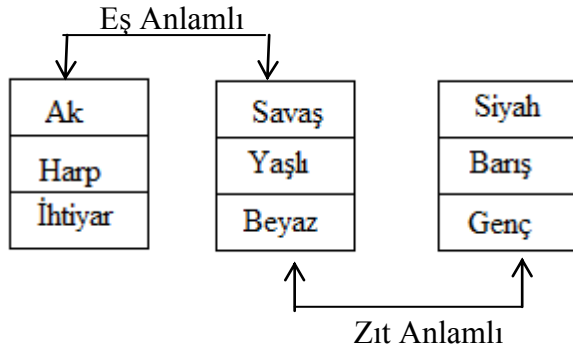 Eş Anlamlı
Ak
Harp
İhtiyar
Savaş
Yaşlı
Beyaz
Siyah
Barış
Genç
Zıt Anlamlı